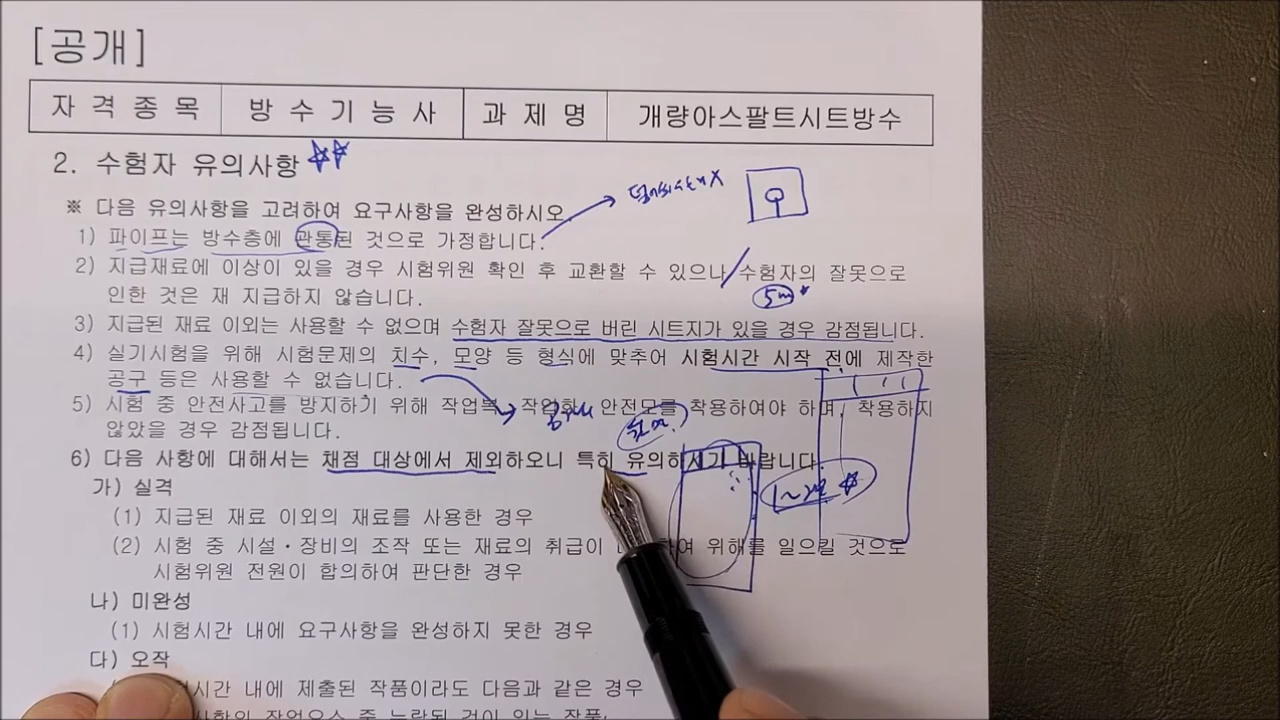 [공개]
자 격 종 목 방 수 기 능 사 과 제 명 개량아스팔트시트방수
2. 수험자 유의사항
※ 다음 유의사항을 고려하여 요구사항을 완성하시오.
1) 파이프는 방수층에 관통된 것으로 가정합니다.
2) 지급재료에 이상이 있을 경우 시험위원 확인 후 교환할 수 있으나 수험자의 잘못으로
인한 것은 재 지급하지 않습니다.
5m
3) 지급된 재료 이외는 사용할 수 없으며 수험자 잘못으로 버린 시트지가 있을 경우 감점됩니다.
4) 실기시험을 위해 시험문제의 치수, 모양 등 형식에 맞추어 시험시간 시작 전에 제작한
공구 등은 사용할 수 없습니다.
5) 시험 중 안전사고를 방지하기 위해 작업복, 작업화, 안전모를 착용하여야 하며, 착용하지
않았을 경우 감점됩니다.
6) 다음 사항에 대해서는 채점 대상에서 제외하오니 특히 유의하시기 바랍니다.
가) 실격
(1) 지급된 재료 이외의 재료를 사용한 경우
(2) 시험 중 시설·장비의 조작 또는 재료의 취급이 위해를 일으킬 것으로
시험위원 전원이 합의하여 판단한 경우
나) 미완성
(1) 시험시간 내에 요구사항을 완성하지 못한 경우
다) 오작
시간 내에 제출된 작품이라도 다음과 같은 경우
사항의 작업요소 중 누락된 것이 있는 작품